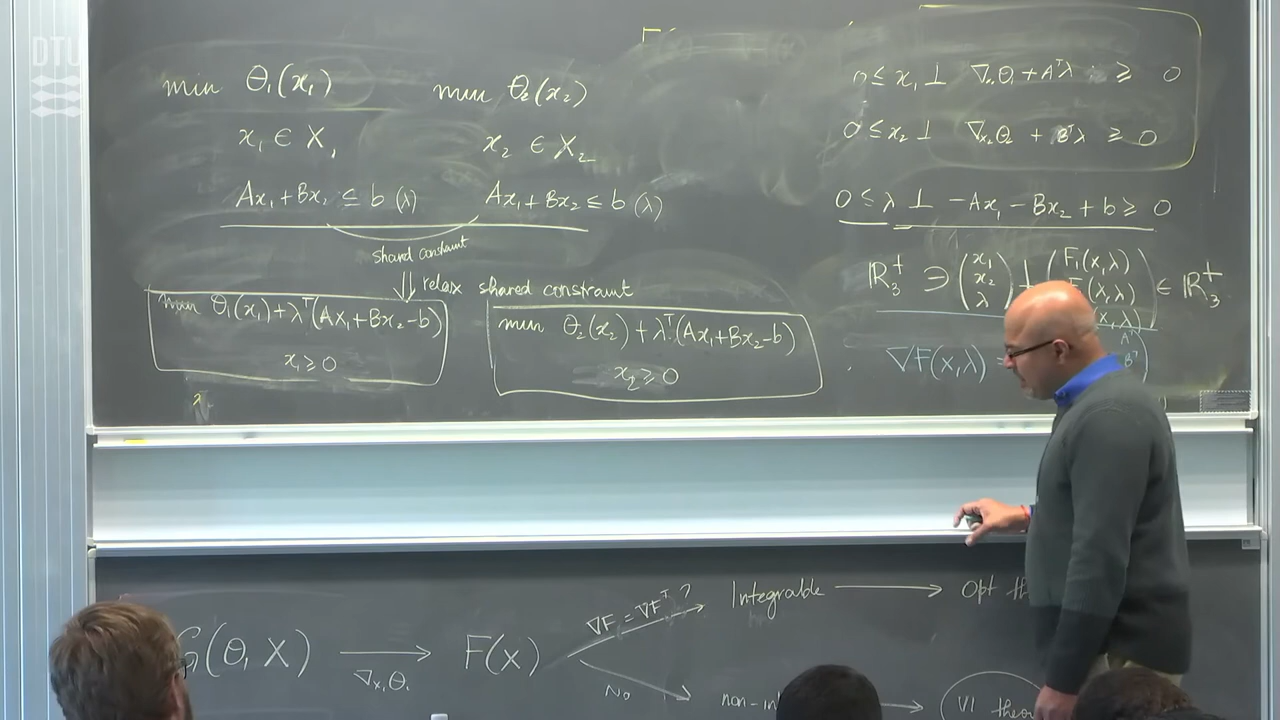 DTU
min θ₁(x₁)
x₁ ∈ X₁
Ax₁+Bx₂ ≤ b (λ)
min θ₂(x₂)
x₂ ∈ X₂
Ax₁+Bx₂ ≤ b (λ)
shared constraint
⇓ relax shared constraint
min θ₁(x₁)+λᵀ(Ax₁+Bx₂-b)
x₁ ≥ 0
min θ₂(x₂)+λᵀ(Ax₁+Bx₂-b)
x₂ ≥ 0
0 ≤ x₁ ⊥ ∇x₁θ₁+Aᵀλ ≥ 0
0 ≤ x₂ ⊥ ∇x₂θ₂ + Bᵀλ ≥ 0
0 ≤ λ ⊥ -Ax₁ - Bx₂ + b ≥ 0
ℝ₃⁺ ∋ (x₁ x₂ λ) ⊥ (F₁(x,λ) (x,λ) (x,λ)) ∈ ℝ₃⁺
∇F(x,λ) = Aᵀ Bᵀ
G(θ, X) → ∇x₁θ₁ F(x)
∇F = ∇Fᵀ? Integrable → Opt
No → VI